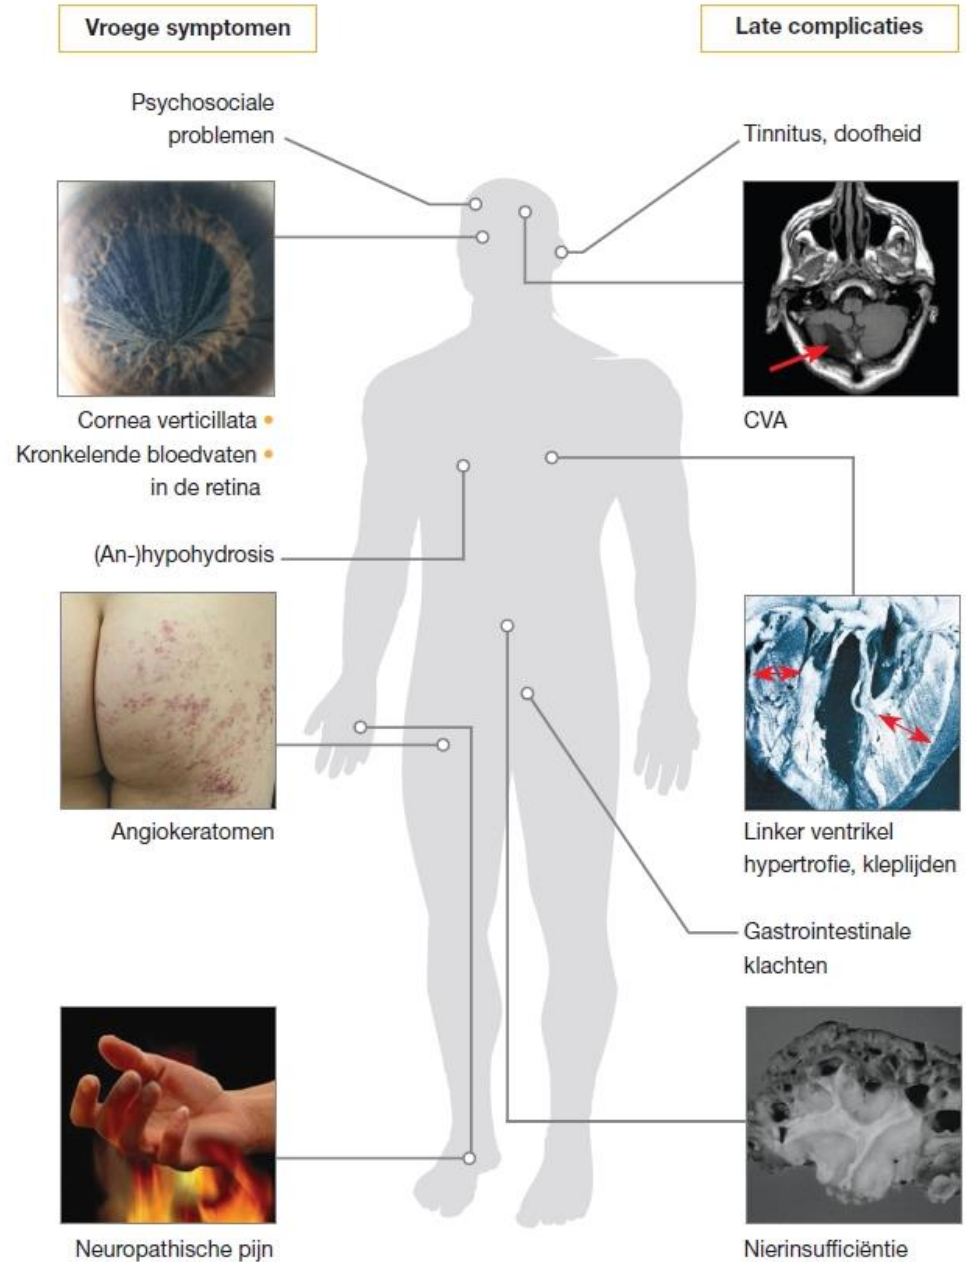 Vroege symptomen
Psychosociale
problemen
Cornea verticillata •
Kronkelende bloedvaten •
in de retina
(An-)hypohydrosis
Angiokeratomen
Neuropathische pijn
Late complicaties
Tinnitus, doofheid
CVA
Linker ventrikel
hypertrofie, kleplijden
Gastrointestinale
klachten
Nierinsufficiëntie